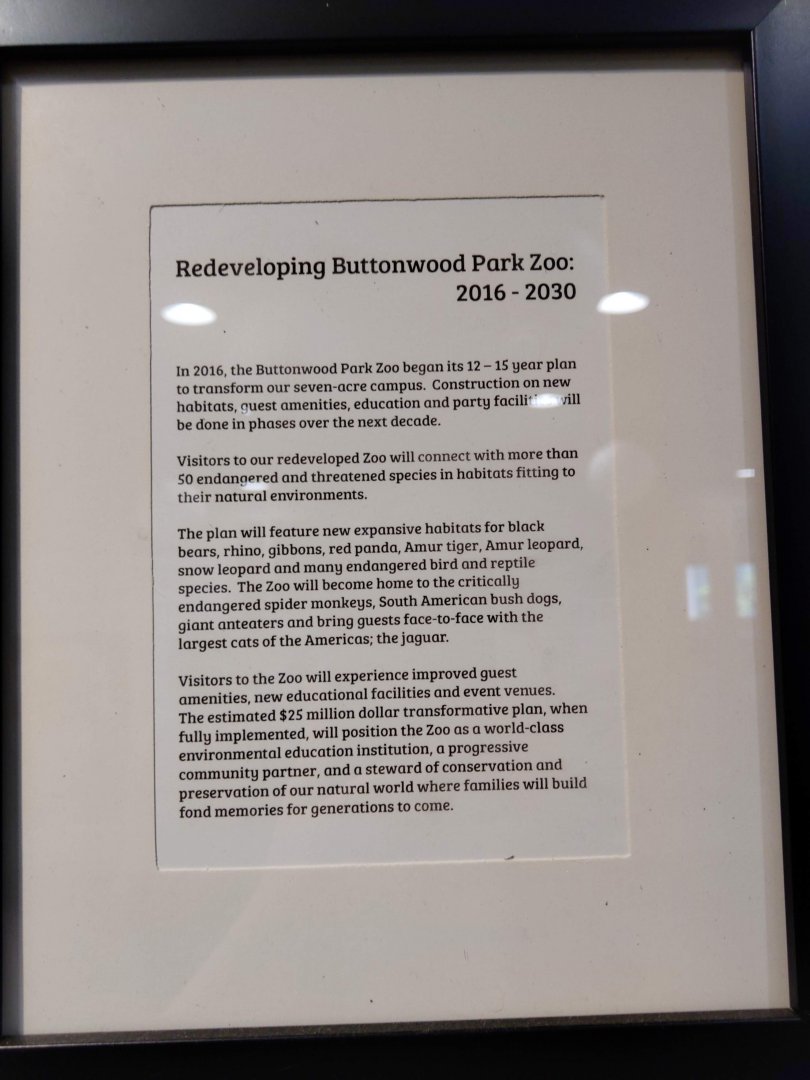 Redeveloping Buttonwood Park Zoo:
2016 - 2030
In 2016, the Buttonwood Park Zoo began its 12 – 15 year plan
to transform our seven-acre campus. Construction on new
habitats, guest amenities, education and party facilities will
be done in phases over the next decade.
Visitors to our redeveloped Zoo will connect with more than
50 endangered and threatened species in habitats fitting to
their natural environments.
The plan will feature new expansive habitats for black
bears, rhino, gibbons, red panda, Amur tiger, Amur leopard,
snow leopard and many endangered bird and reptile
species. The Zoo will become home to the critically
endangered spider monkeys, South American bush dogs,
giant anteaters and bring guests face-to-face with the
largest cats of the Americas; the jaguar.
Visitors to the Zoo will experience improved guest
amenities, new educational facilities and event venues.
The estimated $25 million dollar transformative plan, when
fully implemented, will position the Zoo as a world-class
environmental education institution, a progressive
community partner, and a steward of conservation and
preservation of our natural world where families will build
fond memories for generations to come.